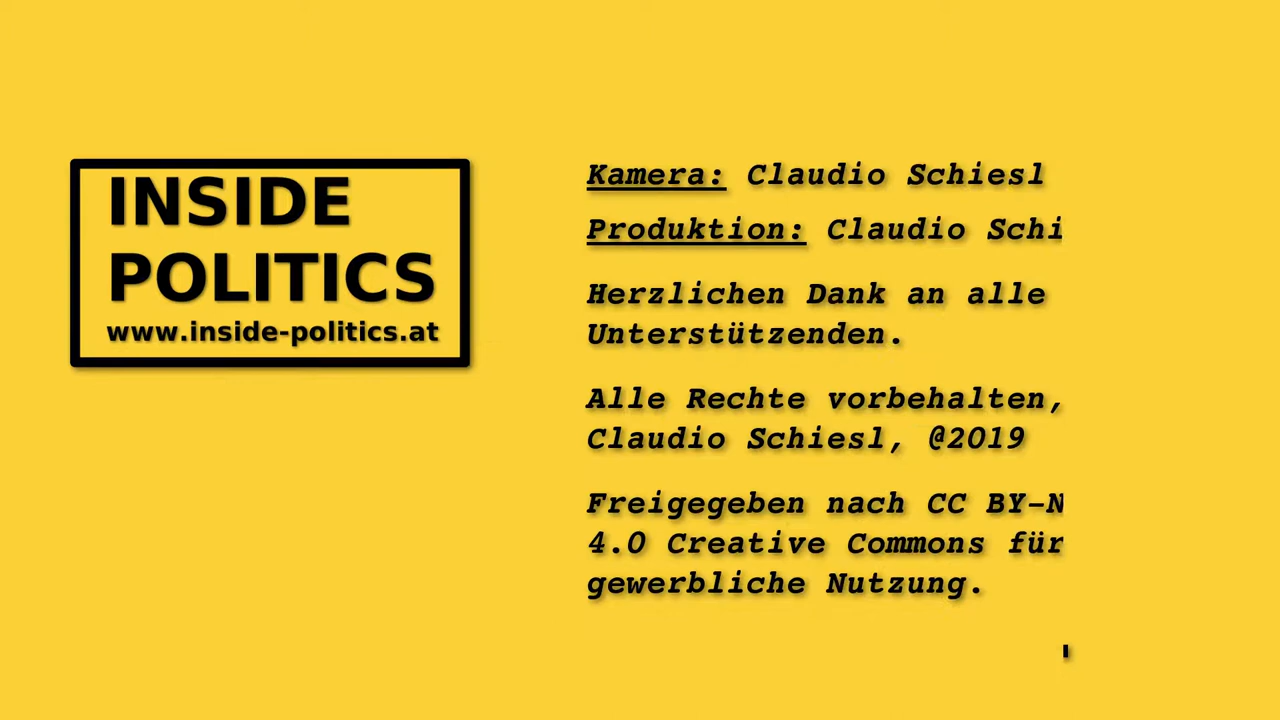 INSIDE
POLITICS
www.inside-politics.at
Kamera: Claudio Schiesl
Produktion: Claudio Schi
Herzlichen Dank an alle
Unterstützenden.
Alle Rechte vorbehalten,
Claudio Schiesl, @2019
Freigegeben nach CC BY-N
4.0 Creative Commons für
gewerbliche Nutzung.